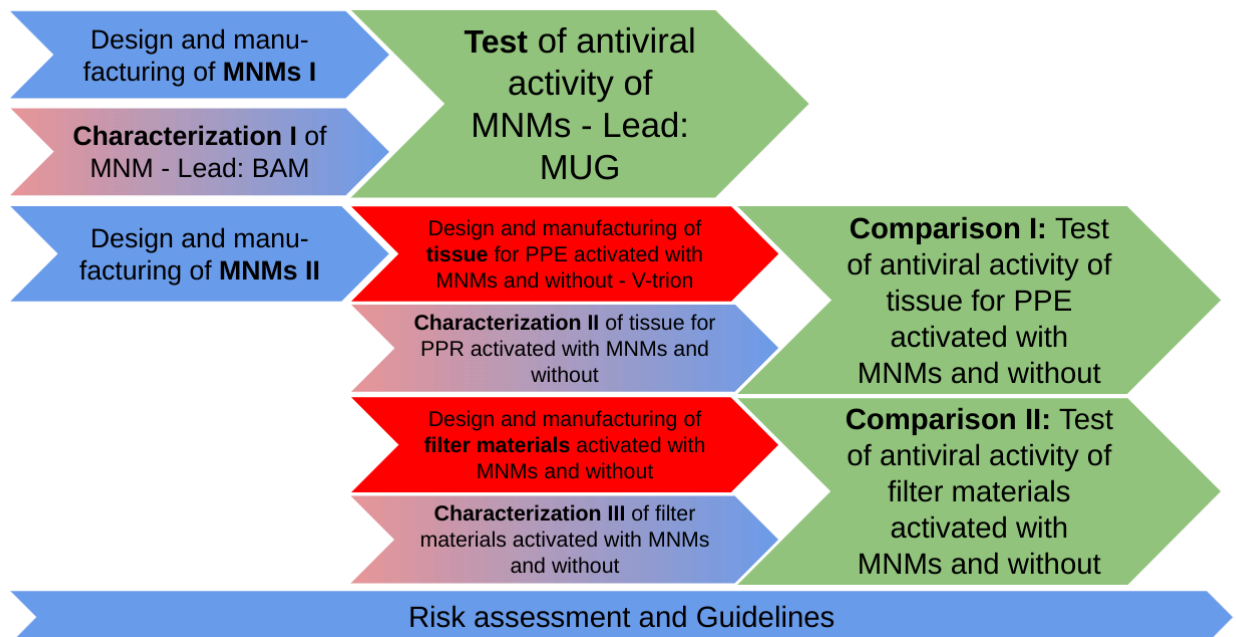 Design and manu-
facturing of MNMs I
Test of antiviral
activity of
MNMs - Lead:
MUG
Characterization I of
MNM - Lead: BAM
Design and manu-
facturing of MNMs II
Design and manufacturing of
tissue for PPE activated with
MNMs and without - V-trion
Comparison I: Test
of antiviral activity of
tissue for PPE
activated with
MNMs and without
Characterization II of tissue for
PPR activated with MNMs and
without
Design and manufacturing of
filter materials activated with
MNMs and without
Comparison II: Test
of antiviral activity of
filter materials
activated with
MNMs and without
Characterization III of filter
materials activated with MNMs
and without
Risk assessment and Guidelines